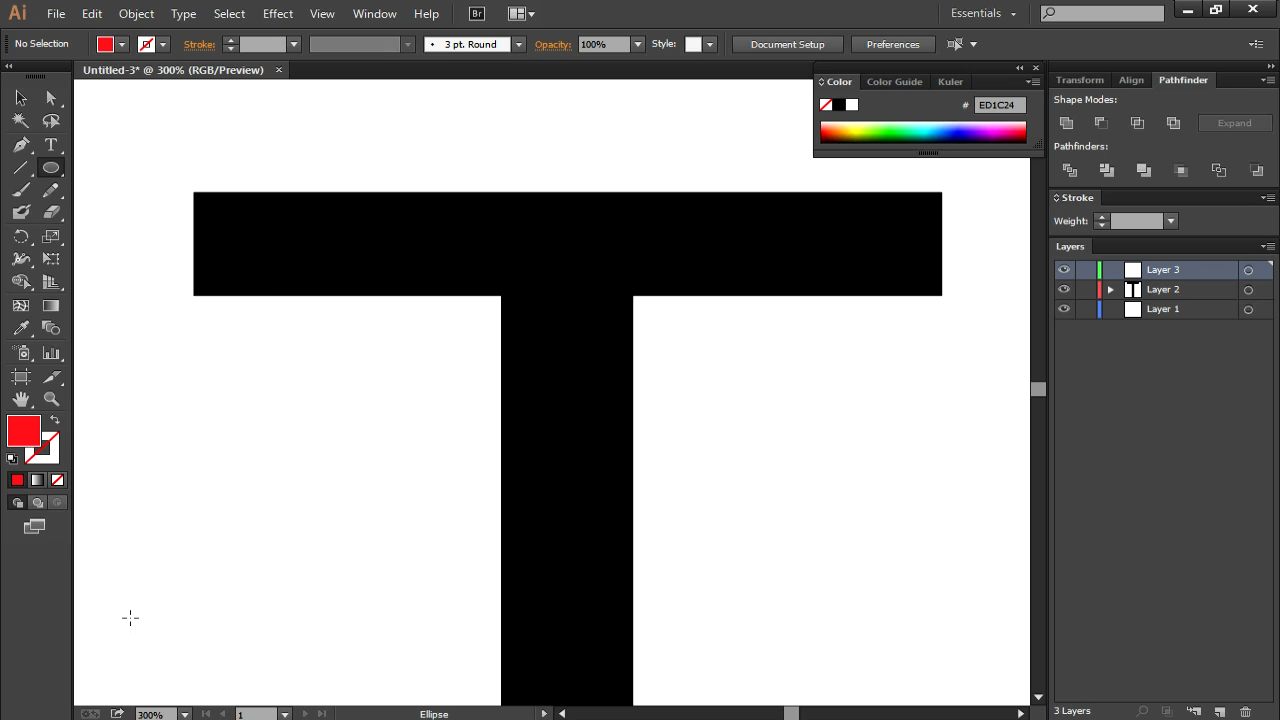 Ai File Edit Object Type Select Effect View Window Help Br Essentials
No Selection Stroke: 3 pt. Round Opacity: 100% Style: Document Setup Preferences
Untitled-3* @ 300% (RGB/Preview) ×
Color Color Guide Kuler
# ED1C24
Transform Align Pathfinder
Shape Modes:
Expand
Pathfinders:
Stroke
Weight:
Layers
Layer 3
Layer 2
Layer 1
T
T
3 Layers
300% 1 Ellipse